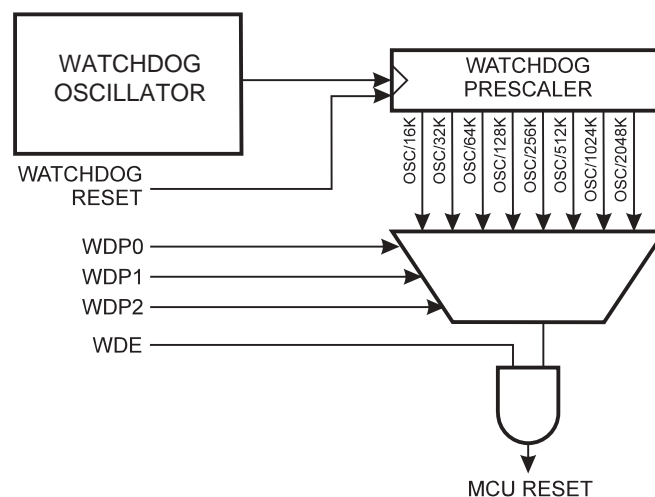 WATCHDOG
OSCILLATOR
WATCHDOG
PRESCALER
WATCHDOG
RESET
OSC/16K
OSC/32K
OSC/64K
OSC/128K
OSC/256K
OSC/512K
OSC/1024K
OSC/2048K
WDP0
WDP1
WDP2
WDE
MCU RESET